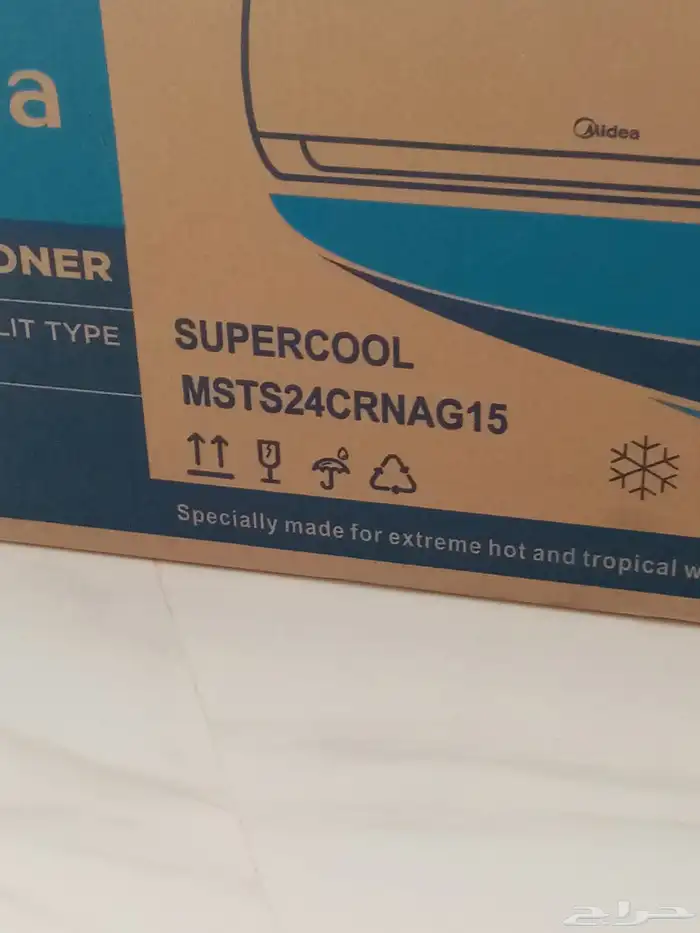 a
Midea
ONER
LIT TYPE
SUPERCOOL
MSTS24CRNAG15
Specially made for extreme hot and tropical w
حراج